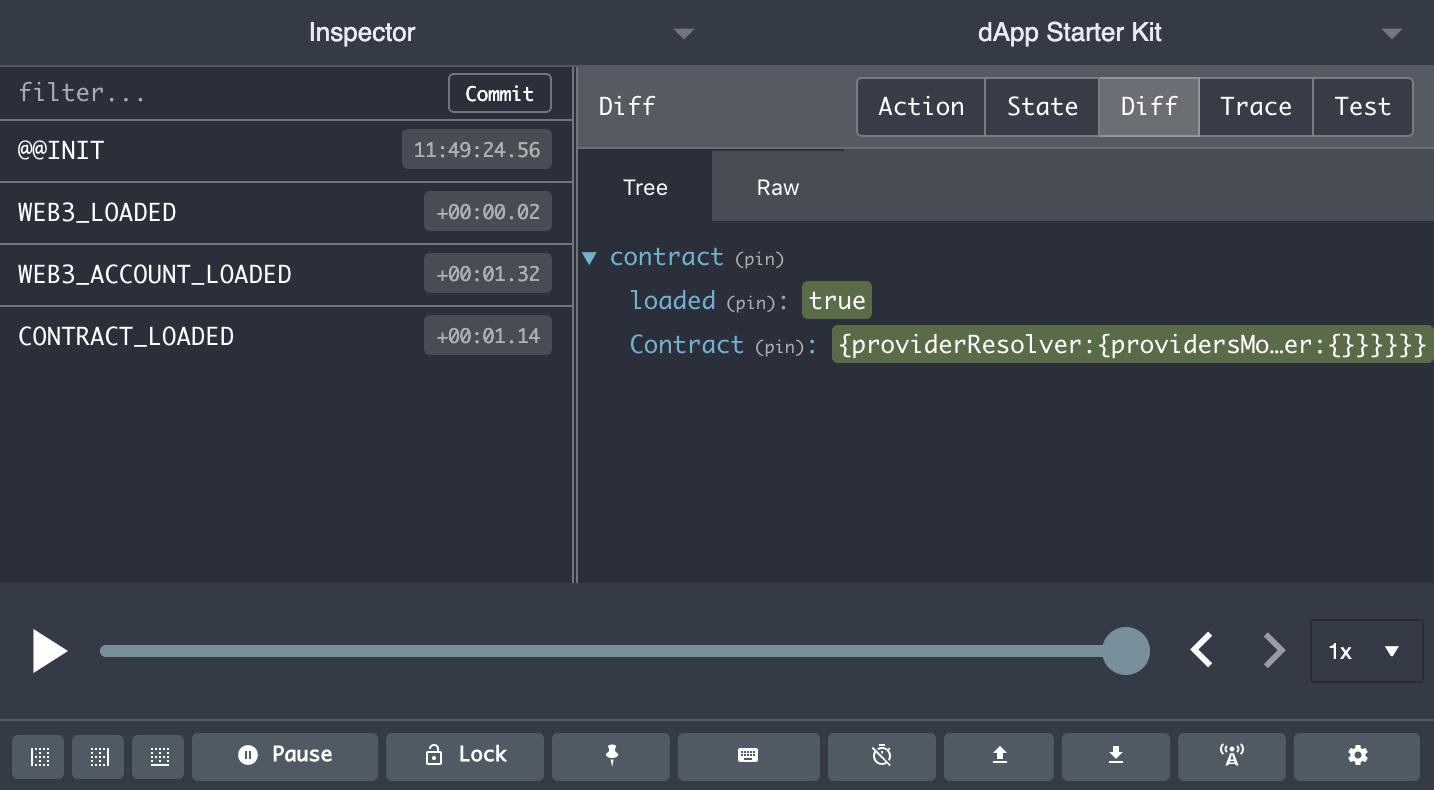 Inspector
dApp Starter Kit
filter...
Commit
@@INIT
11:49:24.56
WEB3_LOADED
+00:00.02
WEB3_ACCOUNT_LOADED
+00:01.32
CONTRACT_LOADED
+00:01.14
Diff
Action
State
Diff
Trace
Test
Tree
Raw
contract (pin)
loaded (pin): true
Contract (pin): {providerResolver:{providersMo…er:{}}}}}}
1x
Pause
Lock